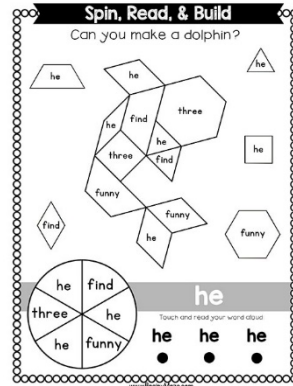 Spin, Read, & Build
Can you make a dolphin?
he
he
he
three
find
he
he
three
find
he
funny
funny
find
he
funny
he
find
three
he
he
funny
he
Touch and read your word aloud
he he he